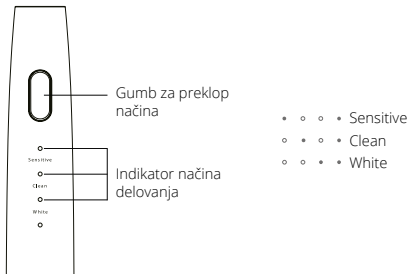 Gumb za preklop
načina
Sensitive
Clean
White
Indikator načina
delovanja
Sensitive
Clean
White